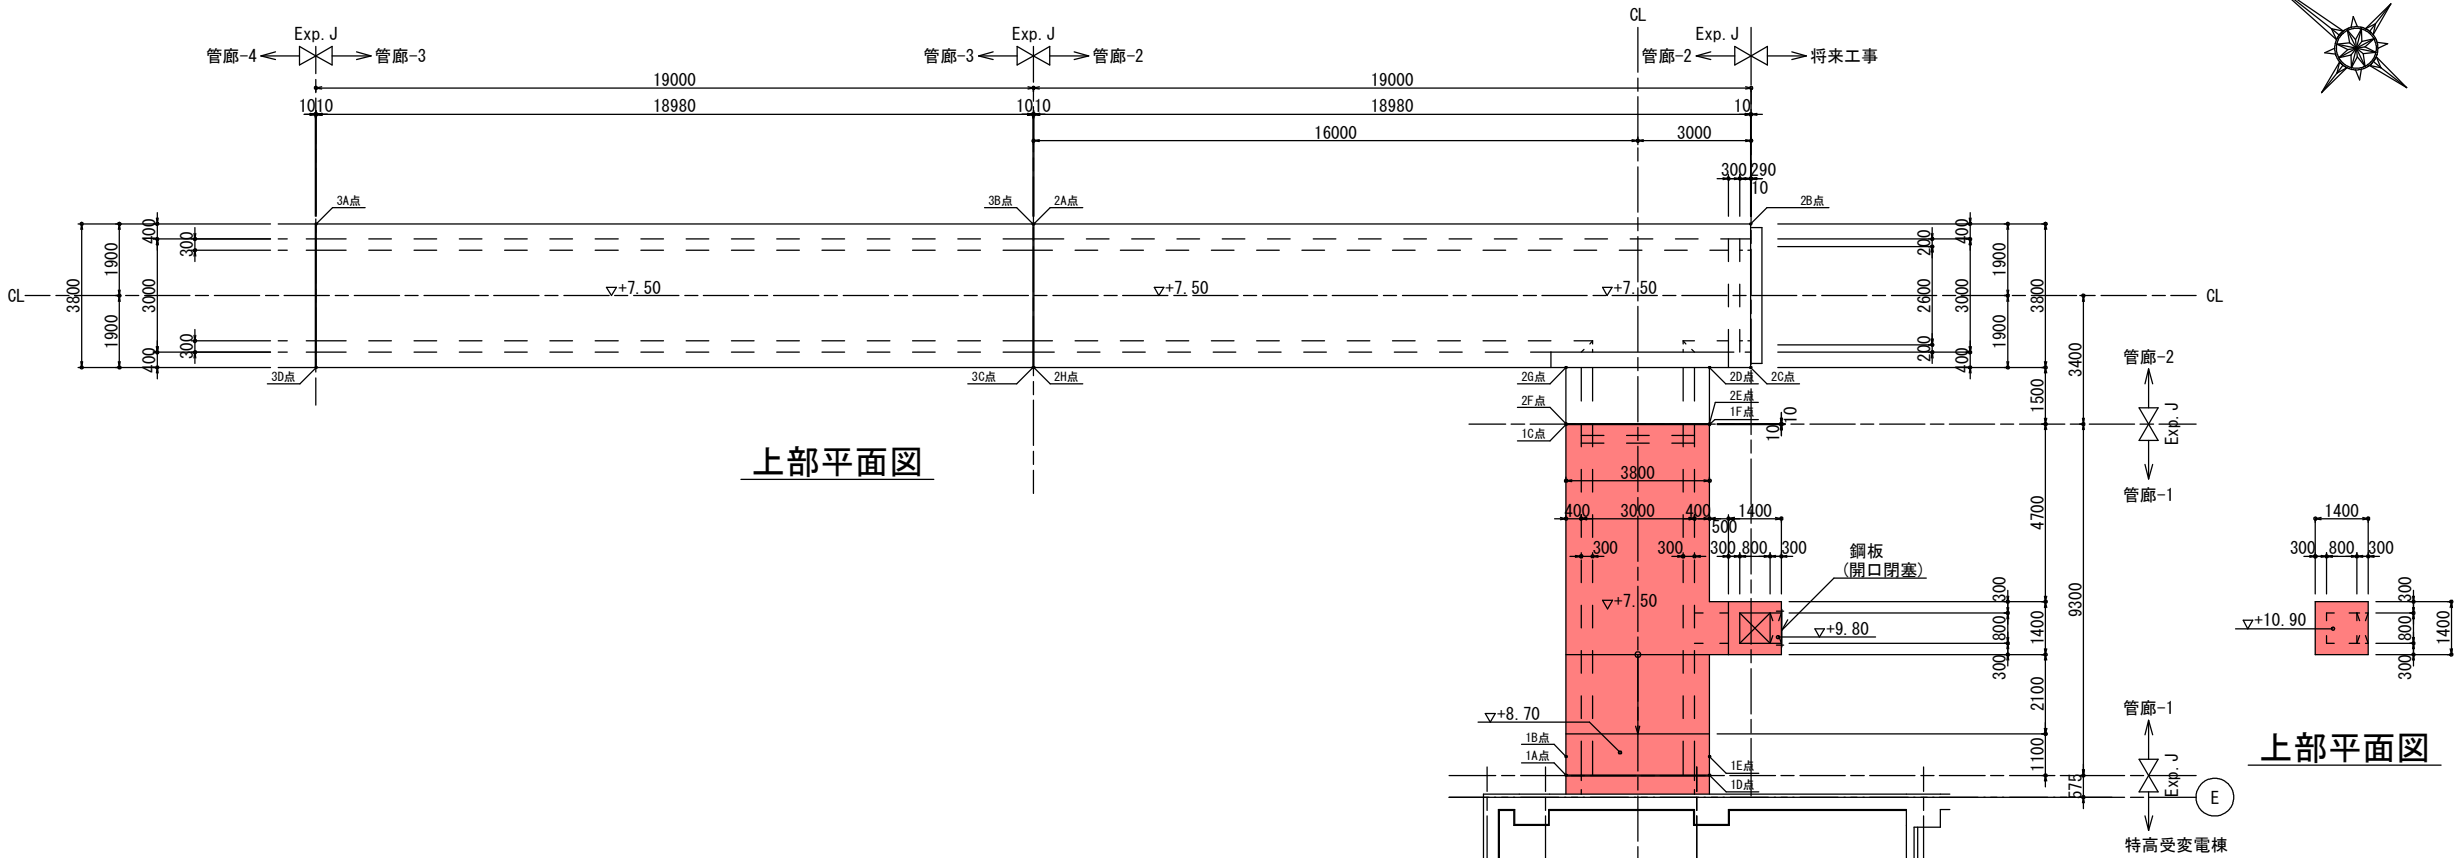 CL
Exp. J
管廊-4
管廊-3
Exp. J
管廊-3
管廊-2
Exp. J
管廊-2
将来工事
19000
19000
1010
18980
1010
18980
10
16000
3000
300
290
10
3A点
3B点
2A点
2B点
400
300
1900
3000
3800
1900
300
400
CL
+7.50
+7.50
+7.50
CL
200
400
1900
2600
3000
3800
1900
200
400
3400
1500
3D点
3C点
2H点
2G点
2D点
2C点
2F点
2E点
1F点
1C点
10
10
管廊-2
Exp. J
管廊-1
上部平面図
3800
400
3000
400
500
1400
300
300
300
800
300
鋼板
(開口閉塞)
+7.50
+9.80
4700
9300
300
800
1400
300
2100
1100
575
+8.70
1B点
1A点
1E点
1D点
管廊-1
Exp. J
特高受変電棟
E
1400
300
800
300
300
800
1400
300
+10.90
上部平面図